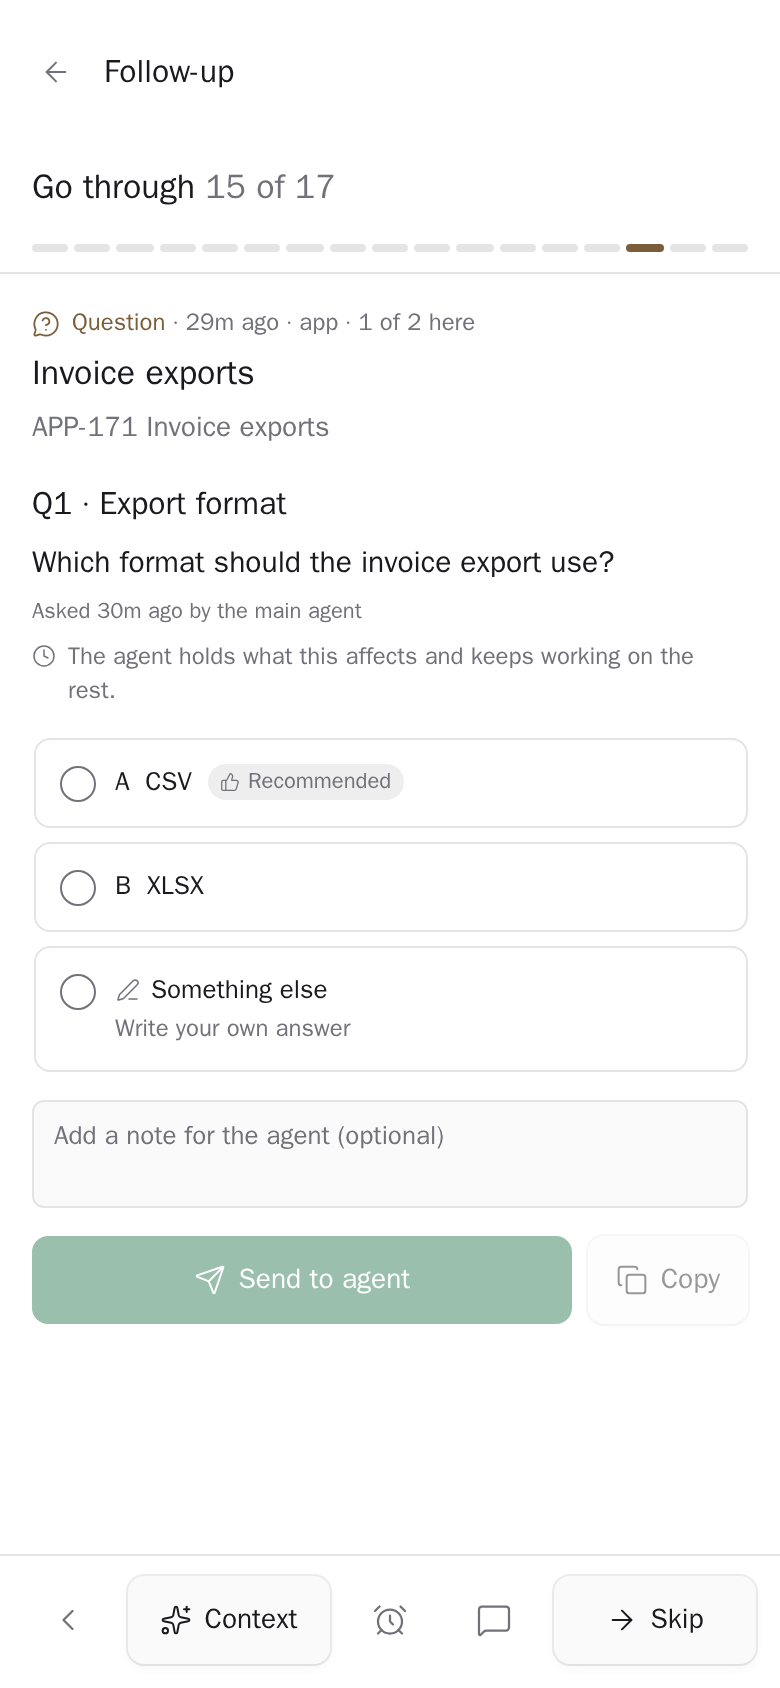 Follow-up
Go through 15 of 17
Question · 29m ago · app · 1 of 2 here
Invoice exports
APP-171 Invoice exports
Q1 · Export format
Which format should the invoice export use?
Asked 30m ago by the main agent
The agent holds what this affects and keeps working on the
rest.
A CSV Recommended
B XLSX
Something else
Write your own answer
Add a note for the agent (optional)
Send to agent Copy
Context Skip